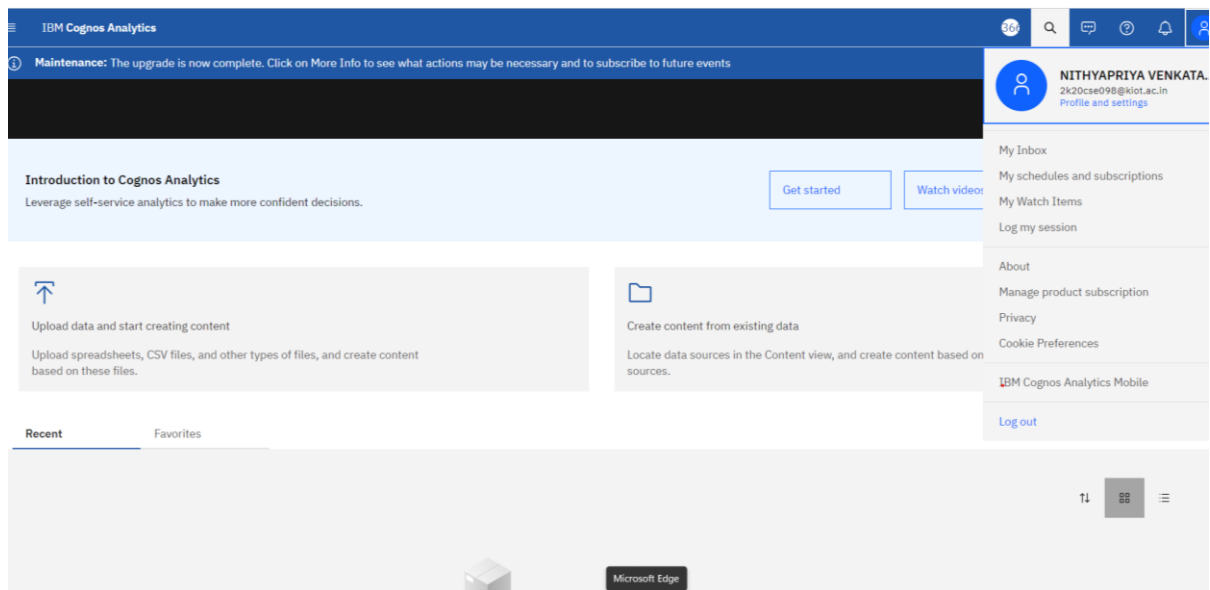 IBM Cognos Analytics
366
Maintenance: The upgrade is now complete. Click on More Info to see what actions may be necessary and to subscribe to future events
NITHYAPRIYA VENKATA..
2k20cse098@kiot.ac.in
Profile and settings
Introduction to Cognos Analytics
Leverage self-service analytics to make more confident decisions.
Get started
Watch videos
My Inbox
My schedules and subscriptions
My Watch Items
Log my session
About
Manage product subscription
Privacy
Cookie Preferences
IBM Cognos Analytics Mobile
Log out
Upload data and start creating content
Upload spreadsheets, CSV files, and other types of files, and create content
based on these files.
Create content from existing data
Locate data sources in the Content view, and create content based on
sources.
Recent
Favorites
Microsoft Edge